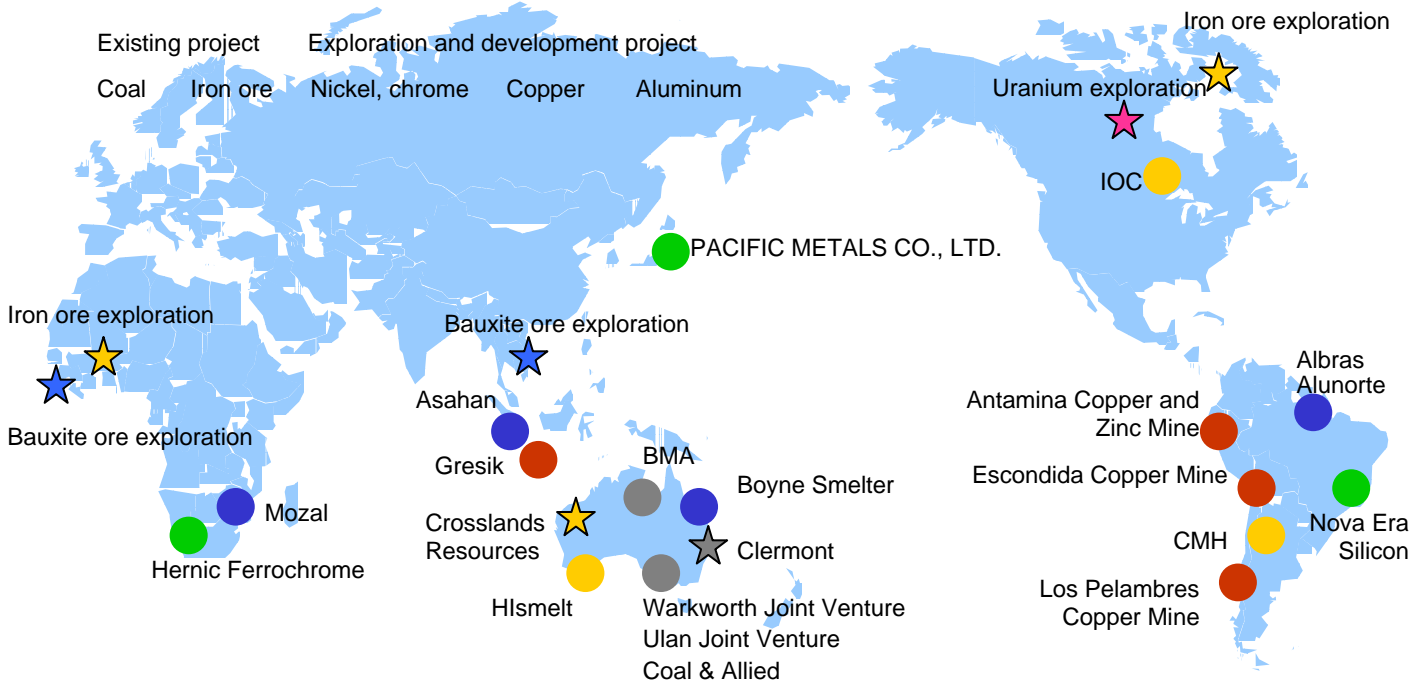 Iron ore exploration
Existing project
Exploration and development project
Coal
Iron ore
Nickel, chrome
Copper
Aluminum
Uranium exploration
IOC
PACIFIC METALS CO., LTD.
Iron ore exploration
Bauxite ore exploration
Bauxite ore exploration
Asahan
Gresik
BMA
Boyne Smelter
Mozal
Hernic Ferrochrome
Crosslands
Resources
Clermont
HIsmelt
Warkworth Joint Venture
Ulan Joint Venture
Coal & Allied
Albras
Alunorte
Antamina Copper and
Zinc Mine
Escondida Copper Mine
Nova Era
Silicon
CMH
Los Pelambres
Copper Mine